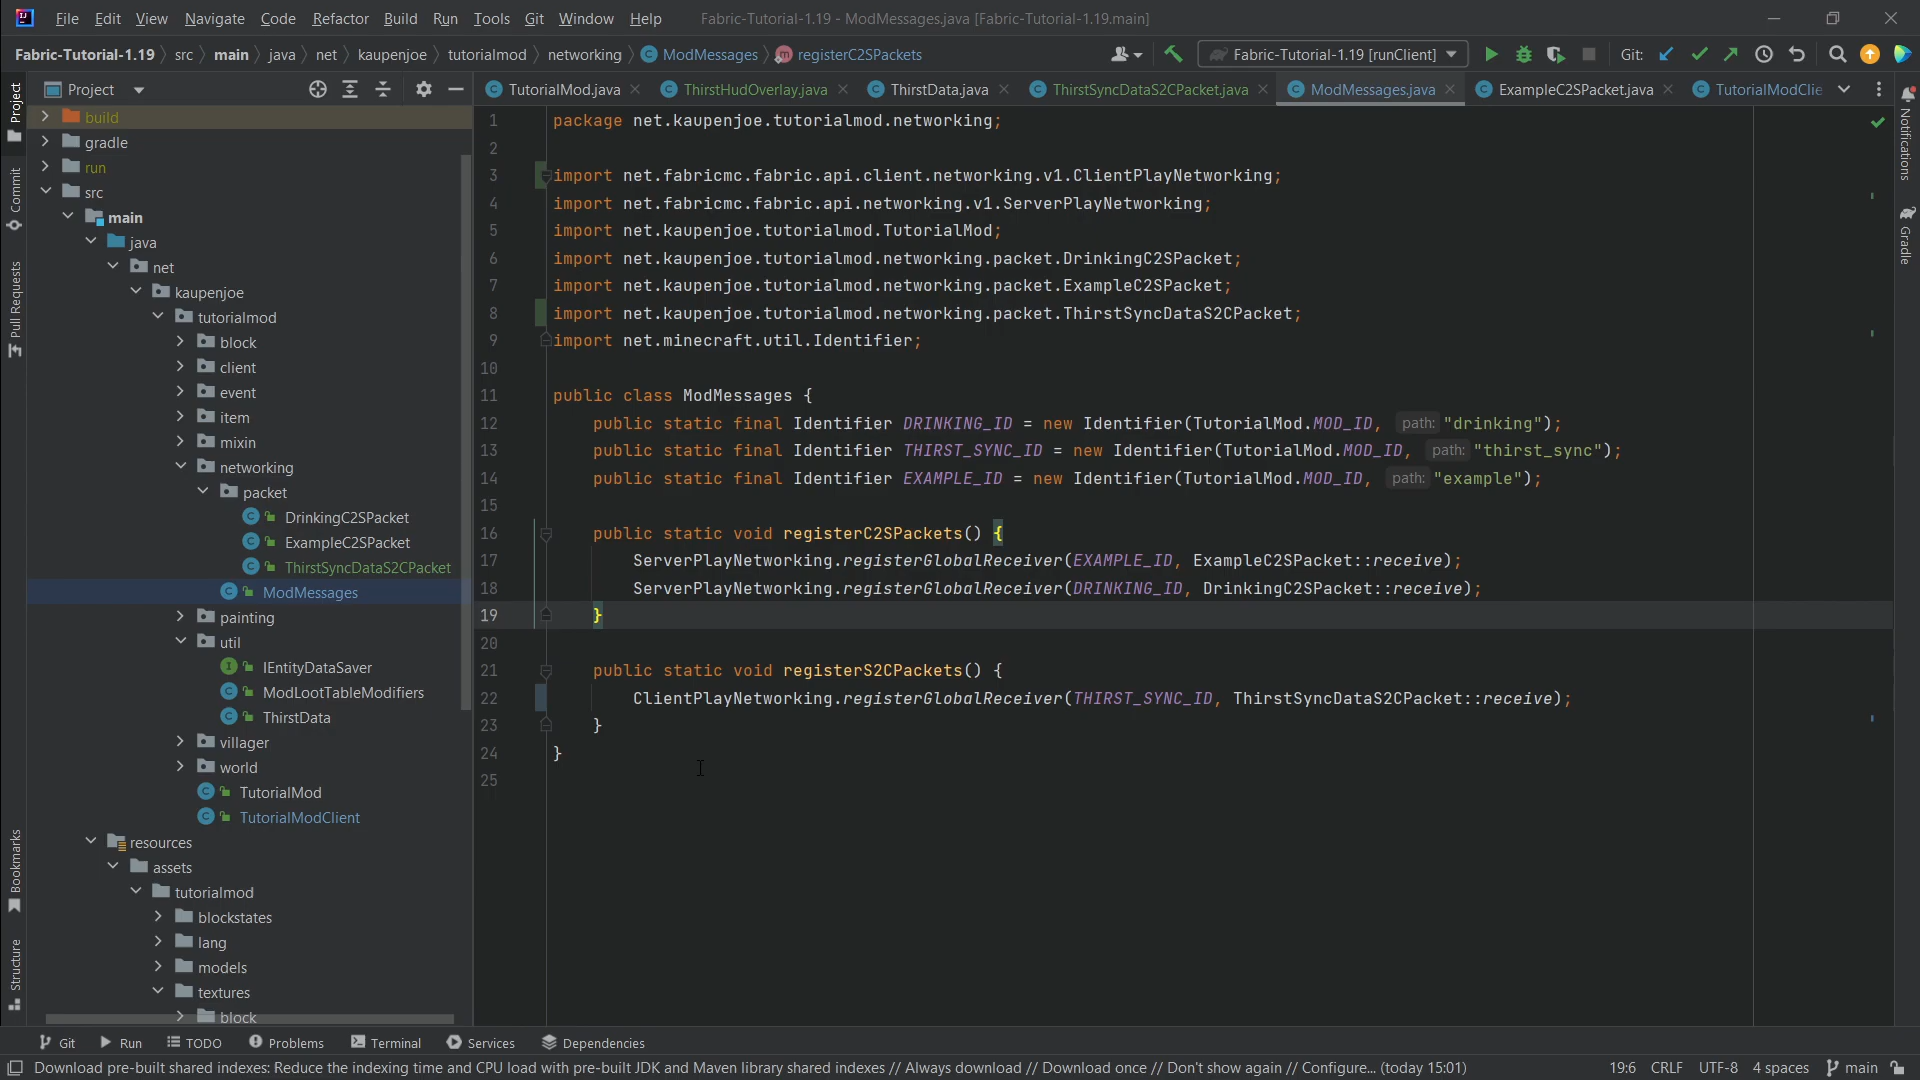 File Edit View Navigate Code Refactor Build Run Tools Git Window Help Fabric-Tutorial-1.19 - ModMessages.java [Fabric-Tutorial-1.19.main]
Fabric-Tutorial-1.19 src main java net kaupenjoe tutorialmod networking ModMessages registerC2SPackets Fabric-Tutorial-1.19 [runClient] Git:
Project TutorialMod.java ThirstHudOverlay.java ThirstData.java ThirstSyncDataS2CPacket.java ModMessages.java ExampleC2SPacket.java TutorialModClie
Project
Commit
Pull Requests
Bookmarks
Structure
build
gradle
run
src
main
java
net
kaupenjoe
tutorialmod
block
client
event
item
mixin
networking
packet
DrinkingC2SPacket
ExampleC2SPacket
ThirstSyncDataS2CPacket
ModMessages
painting
util
IEntityDataSaver
ModLootTableModifiers
ThirstData
villager
world
TutorialMod
TutorialModClient
resources
assets
tutorialmod
blockstates
lang
models
textures
block
1 package net.kaupenjoe.tutorialmod.networking;
2
3 import net.fabricmc.fabric.api.client.networking.v1.ClientPlayNetworking;
4 import net.fabricmc.fabric.api.networking.v1.ServerPlayNetworking;
5 import net.kaupenjoe.tutorialmod.TutorialMod;
6 import net.kaupenjoe.tutorialmod.networking.packet.DrinkingC2SPacket;
7 import net.kaupenjoe.tutorialmod.networking.packet.ExampleC2SPacket;
8 import net.kaupenjoe.tutorialmod.networking.packet.ThirstSyncDataS2CPacket;
9 import net.minecraft.util.Identifier;
10
11 public class ModMessages {
12 public static final Identifier DRINKING_ID = new Identifier(TutorialMod.MOD_ID, path: "drinking");
13 public static final Identifier THIRST_SYNC_ID = new Identifier(TutorialMod.MOD_ID, path: "thirst_sync");
14 public static final Identifier EXAMPLE_ID = new Identifier(TutorialMod.MOD_ID, path: "example");
15
16 public static void registerC2SPackets() {
17 ServerPlayNetworking.registerGlobalReceiver(EXAMPLE_ID, ExampleC2SPacket::receive);
18 ServerPlayNetworking.registerGlobalReceiver(DRINKING_ID, DrinkingC2SPacket::receive);
19 }
20
21 public static void registerS2CPackets() {
22 ClientPlayNetworking.registerGlobalReceiver(THIRST_SYNC_ID, ThirstSyncDataS2CPacket::receive);
23 }
24 }
25
Notifications
Gradle
Git Run TODO Problems Terminal Services Dependencies
Download pre-built shared indexes: Reduce the indexing time and CPU load with pre-built JDK and Maven library shared indexes // Always download // Download once // Don't show again // Configure... (today 15:01) 19:6 CRLF UTF-8 4 spaces main